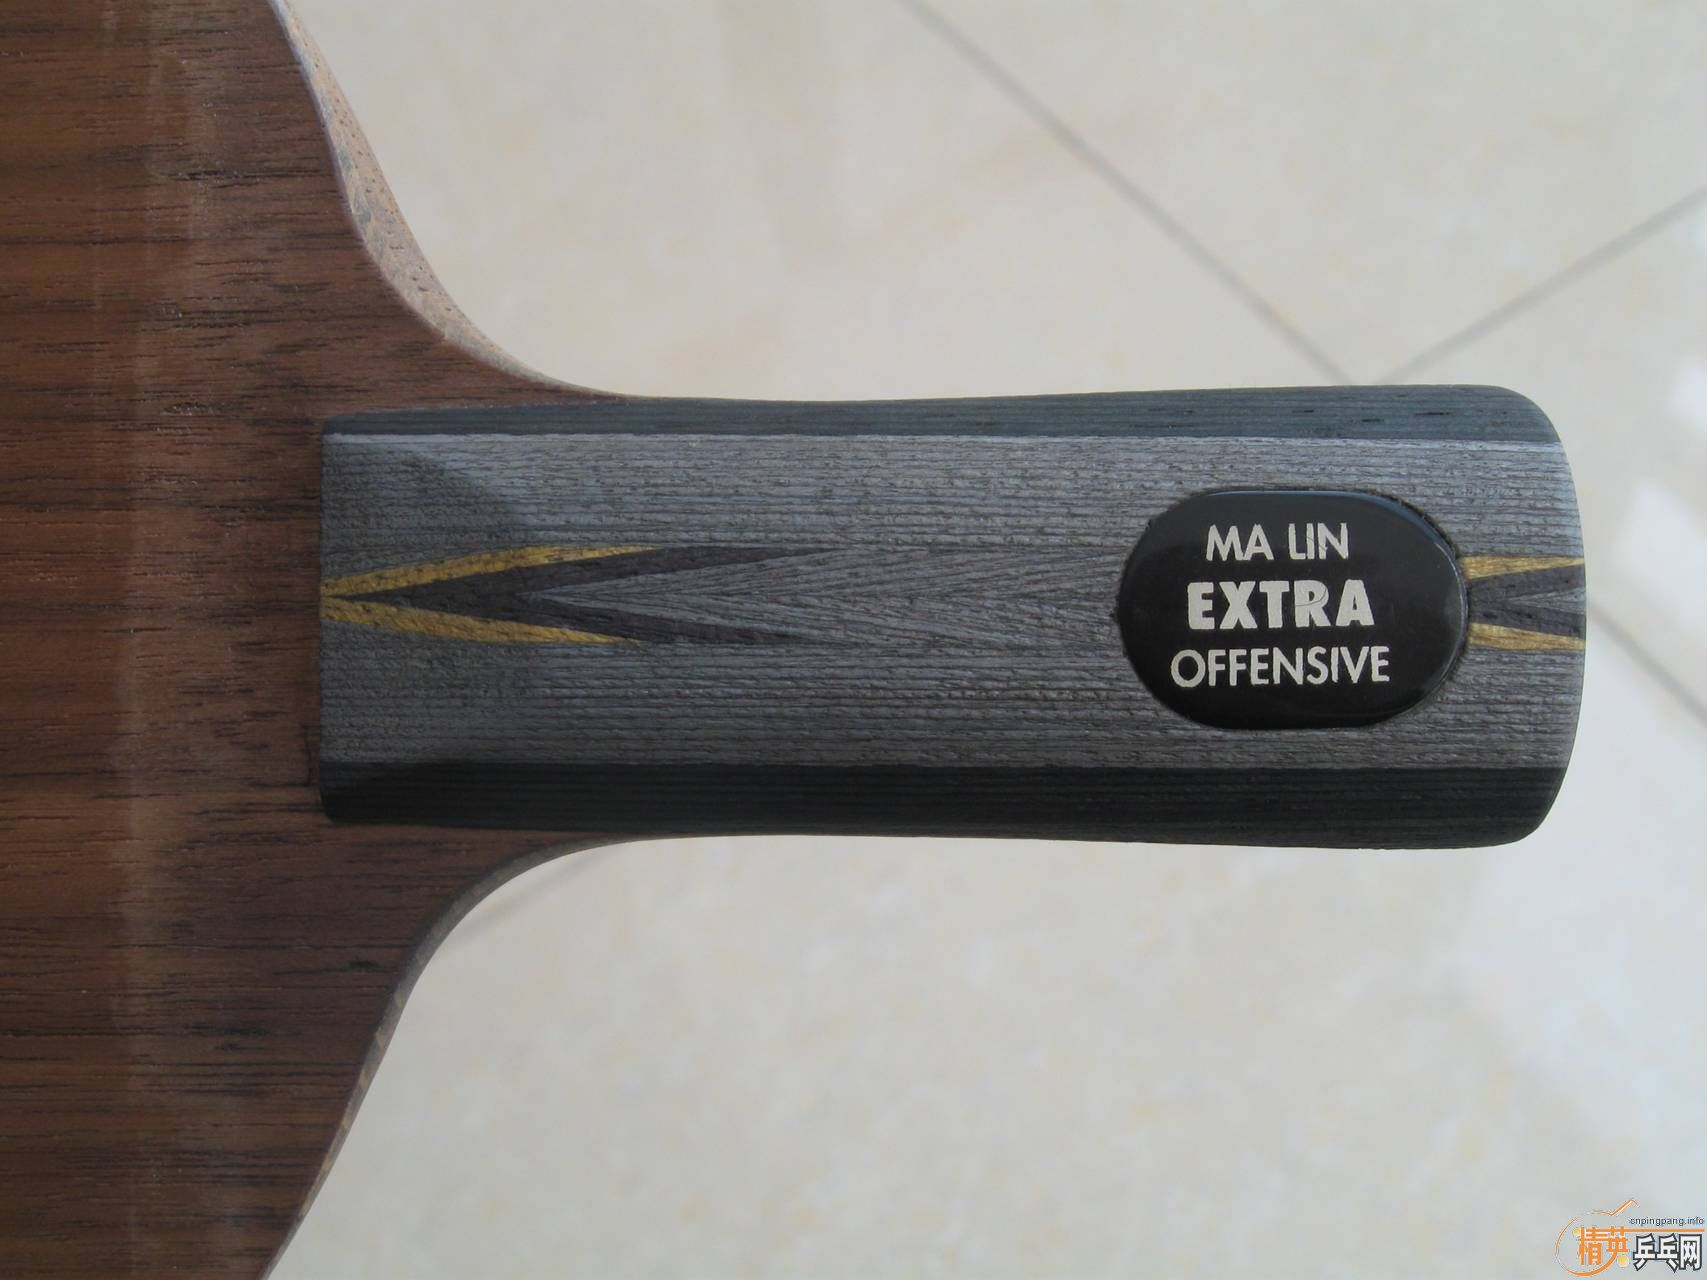 MA LIN
EXTRA
OFFENSIVE
cnpingpang.info
精英乒乓网